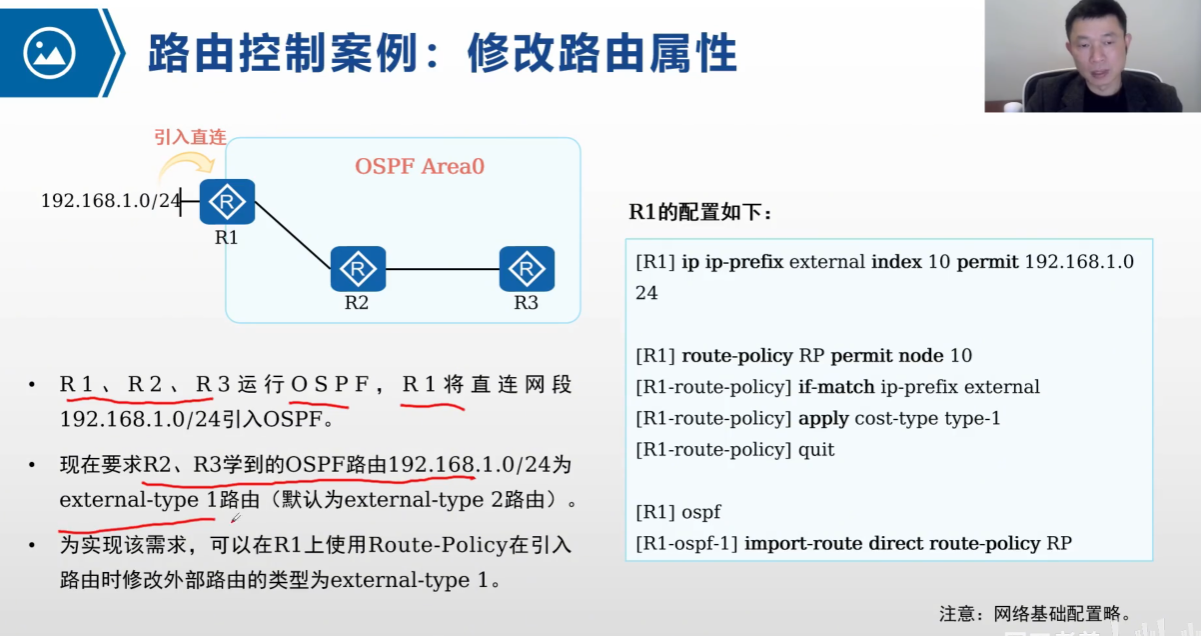 路由控制案例：修改路由属性
引入直连
OSPF Area0
192.168.1.0/24
R
R1
R
R
R2
R3
R1、R2、R3运行OSPF，R1将直连网段
192.168.1.0/24引入OSPF。
现在要求R2、R3学到的OSPF路由192.168.1.0/24为
external-type 1路由（默认为external-type 2路由）。
为实现该需求，可以在R1上使用Route-Policy在引入
路由时修改外部路由的类型为external-type 1。
R1的配置如下：
[R1] ip ip-prefix external index 10 permit 192.168.1.0
24
[R1] route-policy RP permit node 10
[R1-route-policy] if-match ip-prefix external
[R1-route-policy] apply cost-type type-1
[R1-route-policy] quit
[R1] ospf
[R1-ospf-1] import-route direct route-policy RP
注意：网络基础配置略。